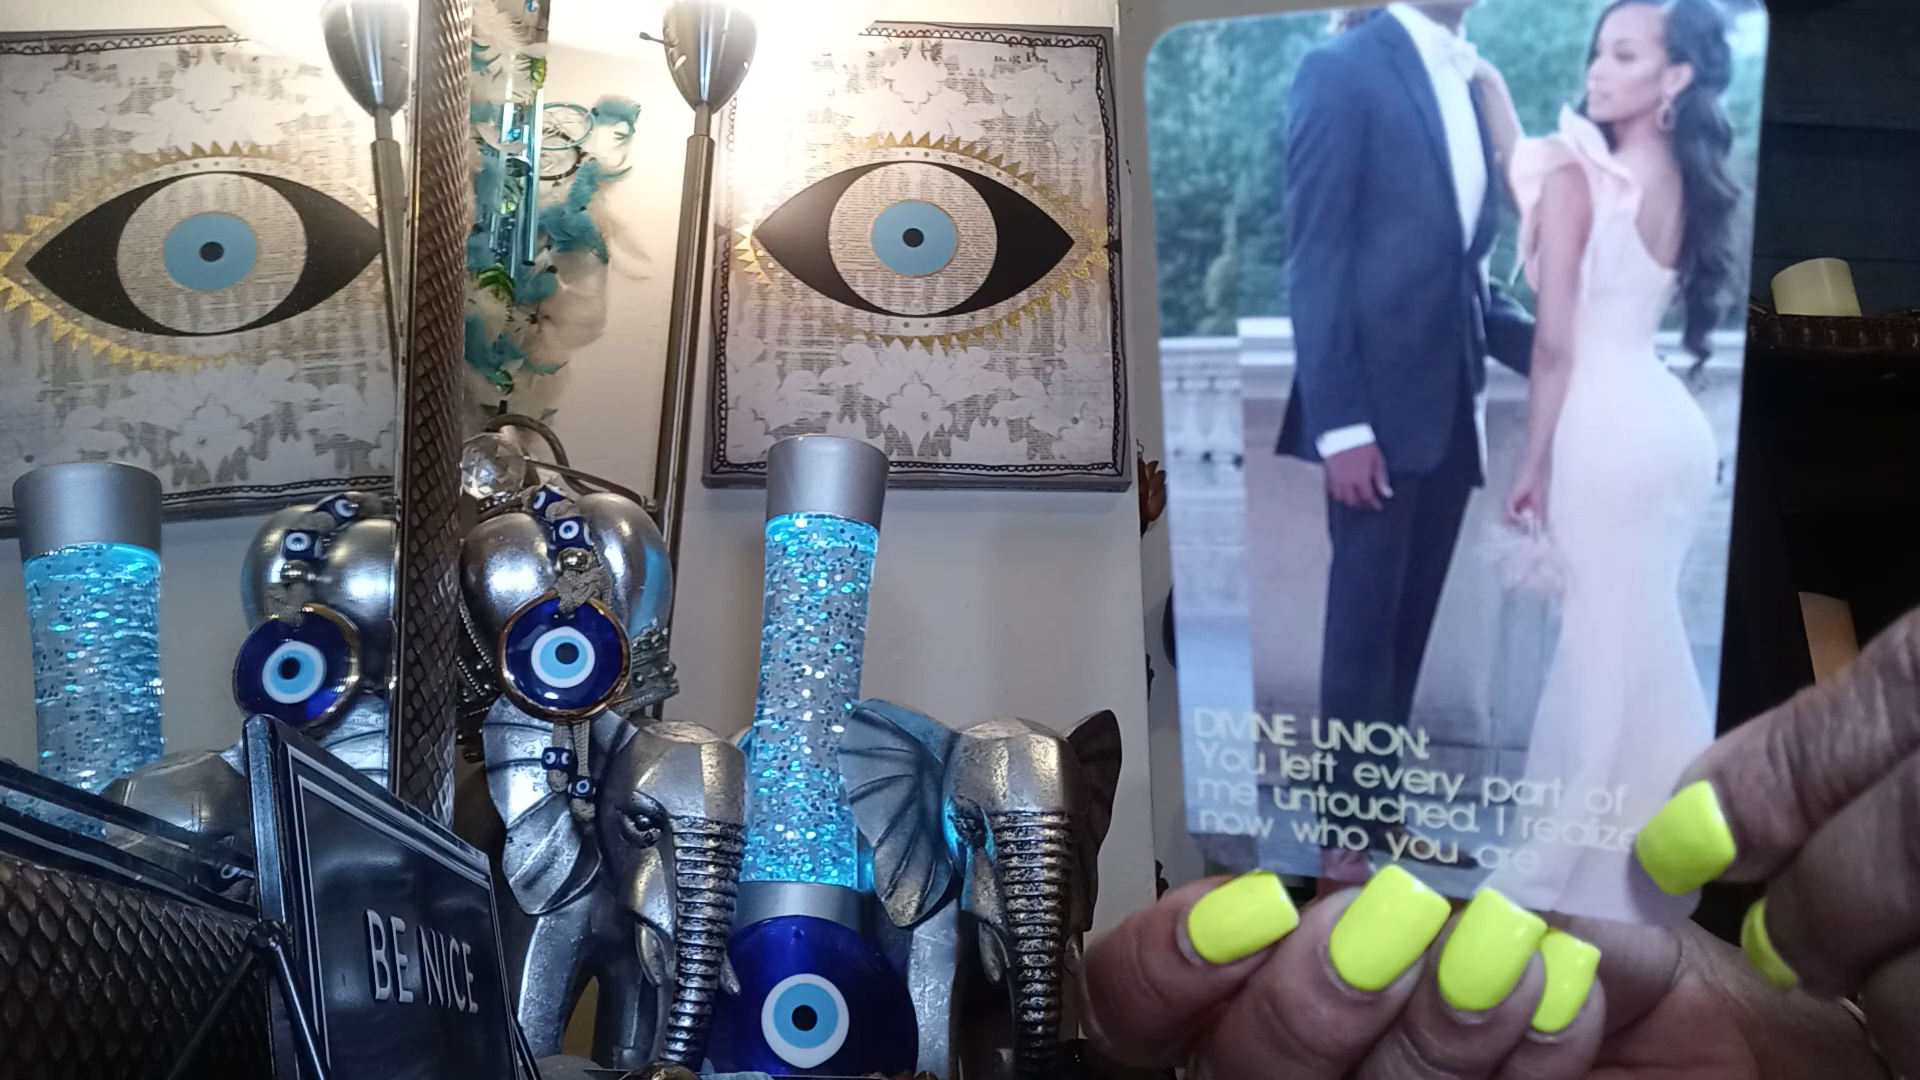 BE NICE
DIVINE UNION:
You left every part of
me untouched. I realize
now who you are